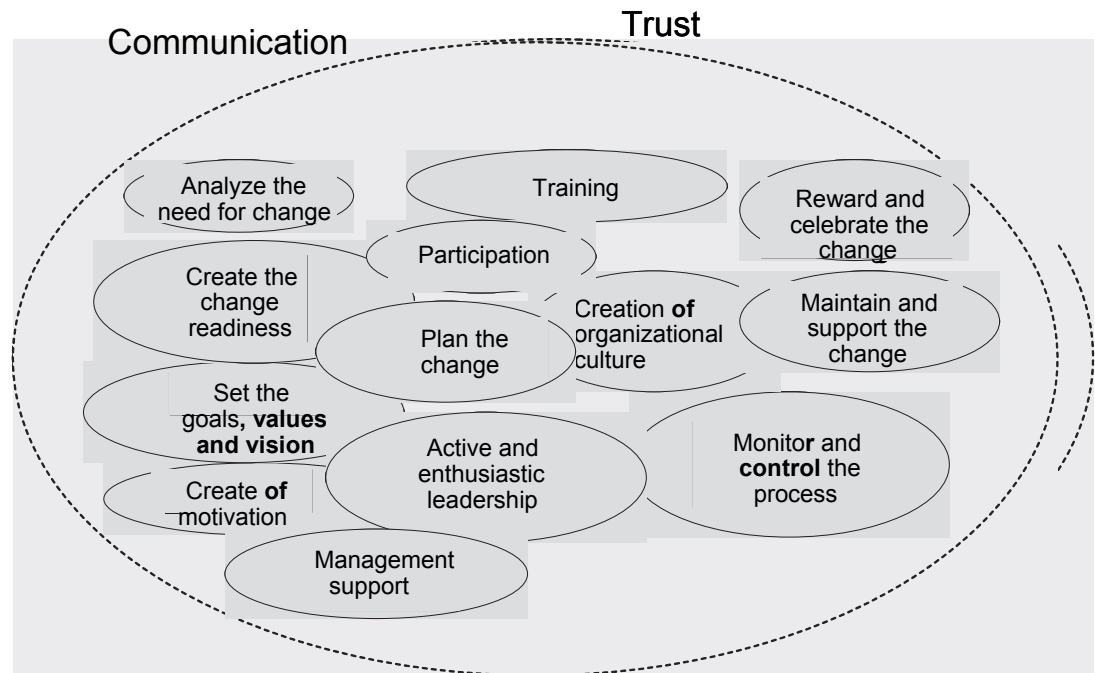 Trust
Communication
Analyze the
need for change
Training
Reward and
celebrate the
change
Participation
Create the
change
readiness
Creation of
organizational
culture
Maintain and
support the
change
Plan the
change
Set the
goals, values
and vision
Active and
enthusiastic
leadership
Monitor and
control the
process
Create of
motivation
Management
support